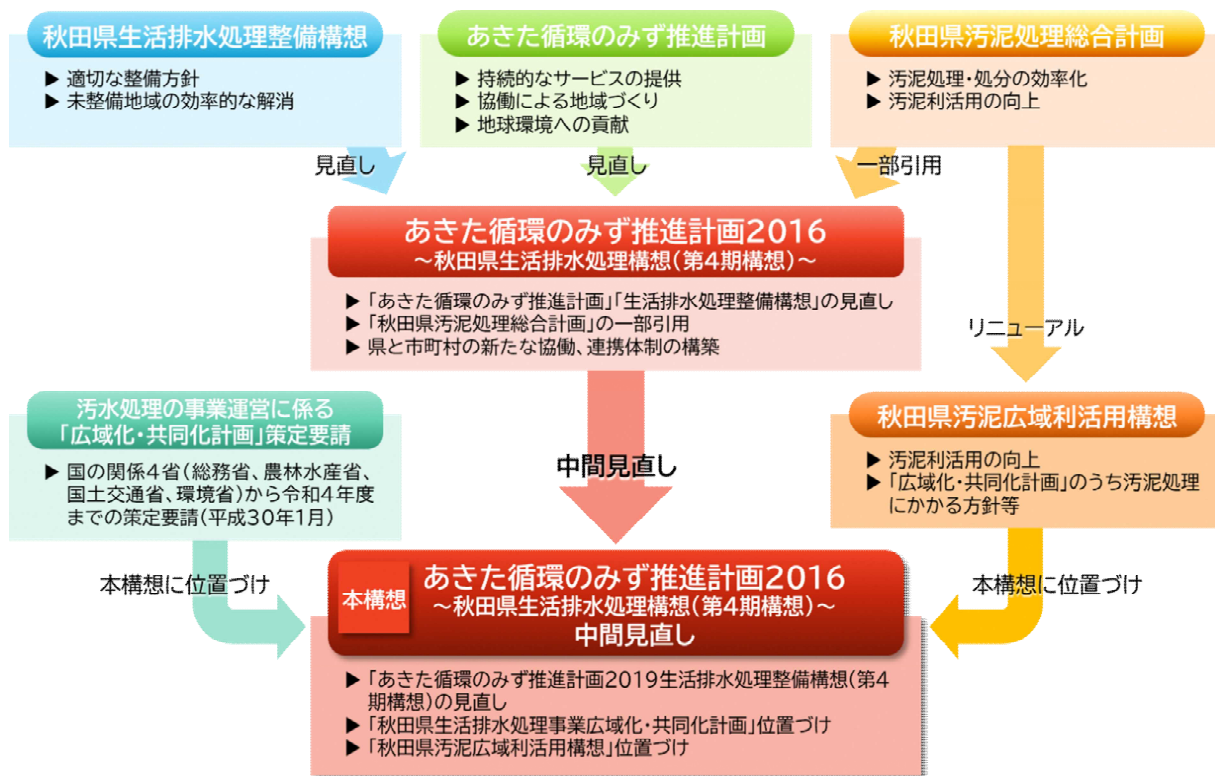 秋田県生活排水処理整備構想
▶ 適切な整備方針
▶ 未整備地域の効率的な解消
あきた循環のみず推進計画
▶ 持続的なサービスの提供
▶ 協働による地域づくり
▶ 地球環境への貢献
秋田県汚泥処理総合計画
▶ 汚泥処理・処分の効率化
▶ 汚泥利活用の向上
見直し
見直し
一部引用
あきた循環のみず推進計画2016
～秋田県生活排水処理構想(第4期構想)～
▶ 「あきた循環のみず推進計画」「生活排水処理整備構想」の見直し
▶ 「秋田県汚泥処理総合計画」の一部引用
▶ 県と市町村の新たな協働、連携体制の構築
リニューアル
汚水処理の事業運営に係る
「広域化・共同化計画」策定要請
▶ 国の関係4省(総務省、農林水産省、
国土交通省、環境省)から令和4年度
までの策定要請(平成30年1月)
中間見直し
秋田県汚泥広域利活用構想
▶ 汚泥利活用の向上
▶ 「広域化・共同化計画」のうち汚泥処理
にかかる方針等
本構想に位置づけ
本構想に位置づけ
本構想
あきた循環のみず推進計画2016
～秋田県生活排水処理構想(第4期構想)～
中間見直し
▶ 「あきた循環のみず推進計画2019生活排水処理整備構想(第4
期構想)の見直し
▶ 「秋田県生活排水処理事業広域化・共同化計画」位置づけ
▶ 「秋田県汚泥広域利活用構想」位置づけ